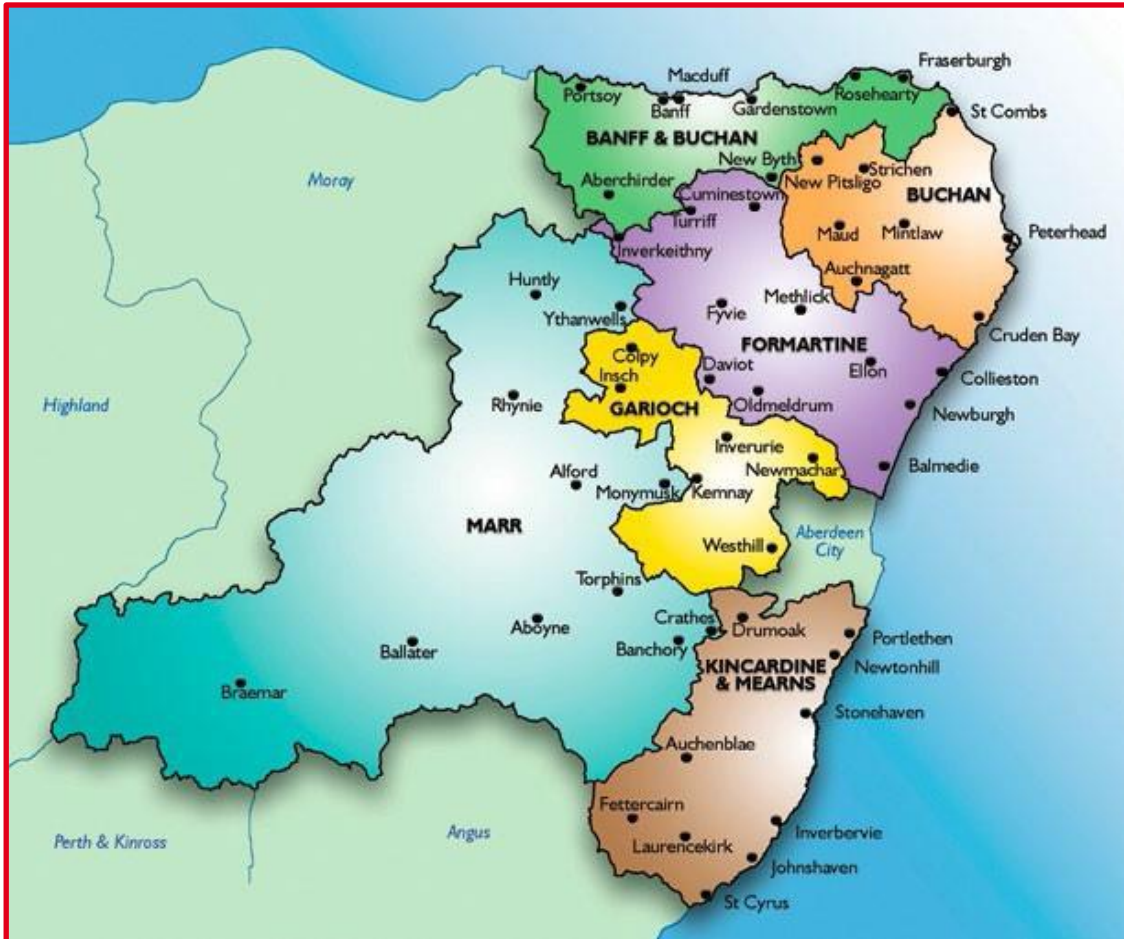 Fraserburgh
Macduff
Portsoy
Banff
Gardenstown
Rosehearty
St Combs
BANFF & BUCHAN
New Byth
Strichen
New Pitsligo
Moray
Aberchirder
Cuminestown
BUCHAN
Turriff
Maud
Mintlaw
Peterhead
Inverkeithny
Auchnagatt
Huntly
Methlick
Ythanwells
Fyvie
Cruden Bay
FORMARTINE
Colpy
Daviot
Ellon
Insch
Collieston
Highland
Rhynie
GARIOCH
Oldmeldrum
Newburgh
Inverurie
Alford
Newmachar
Balmedie
Monymusk
Kemnay
MARR
Aberdeen
City
Westhill
Torphins
Aboyne
Crathes
Drumoak
Portlethen
Ballater
Banchory
KINCARDINE
& MEARNS
Newtonhill
Braemar
Stonehaven
Auchenblae
Fettercairn
Inverbervie
Perth & Kinross
Angus
Laurencekirk
Johnshaven
St Cyrus